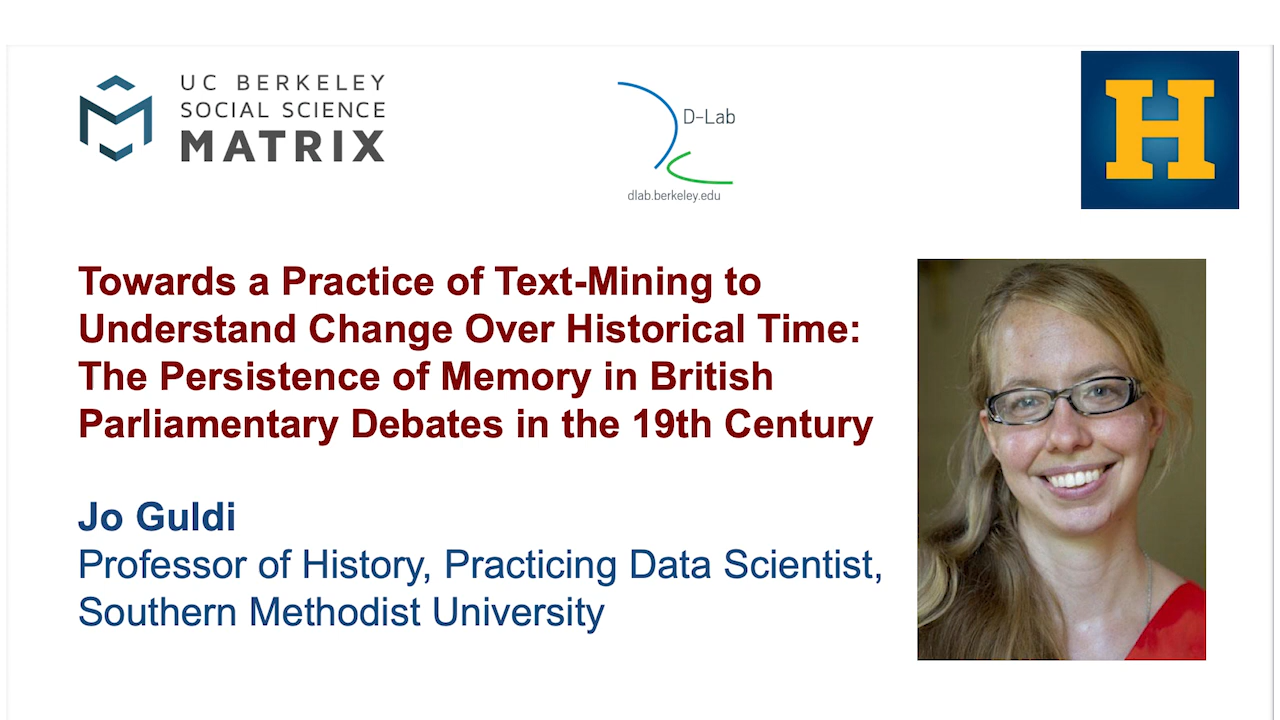 UC BERKELEY
SOCIAL SCIENCE
MATRIX
D-Lab
dlab.berkeley.edu
H
Towards a Practice of Text-Mining to
Understand Change Over Historical Time:
The Persistence of Memory in British
Parliamentary Debates in the 19th Century
Jo Guldi
Professor of History, Practicing Data Scientist,
Southern Methodist University